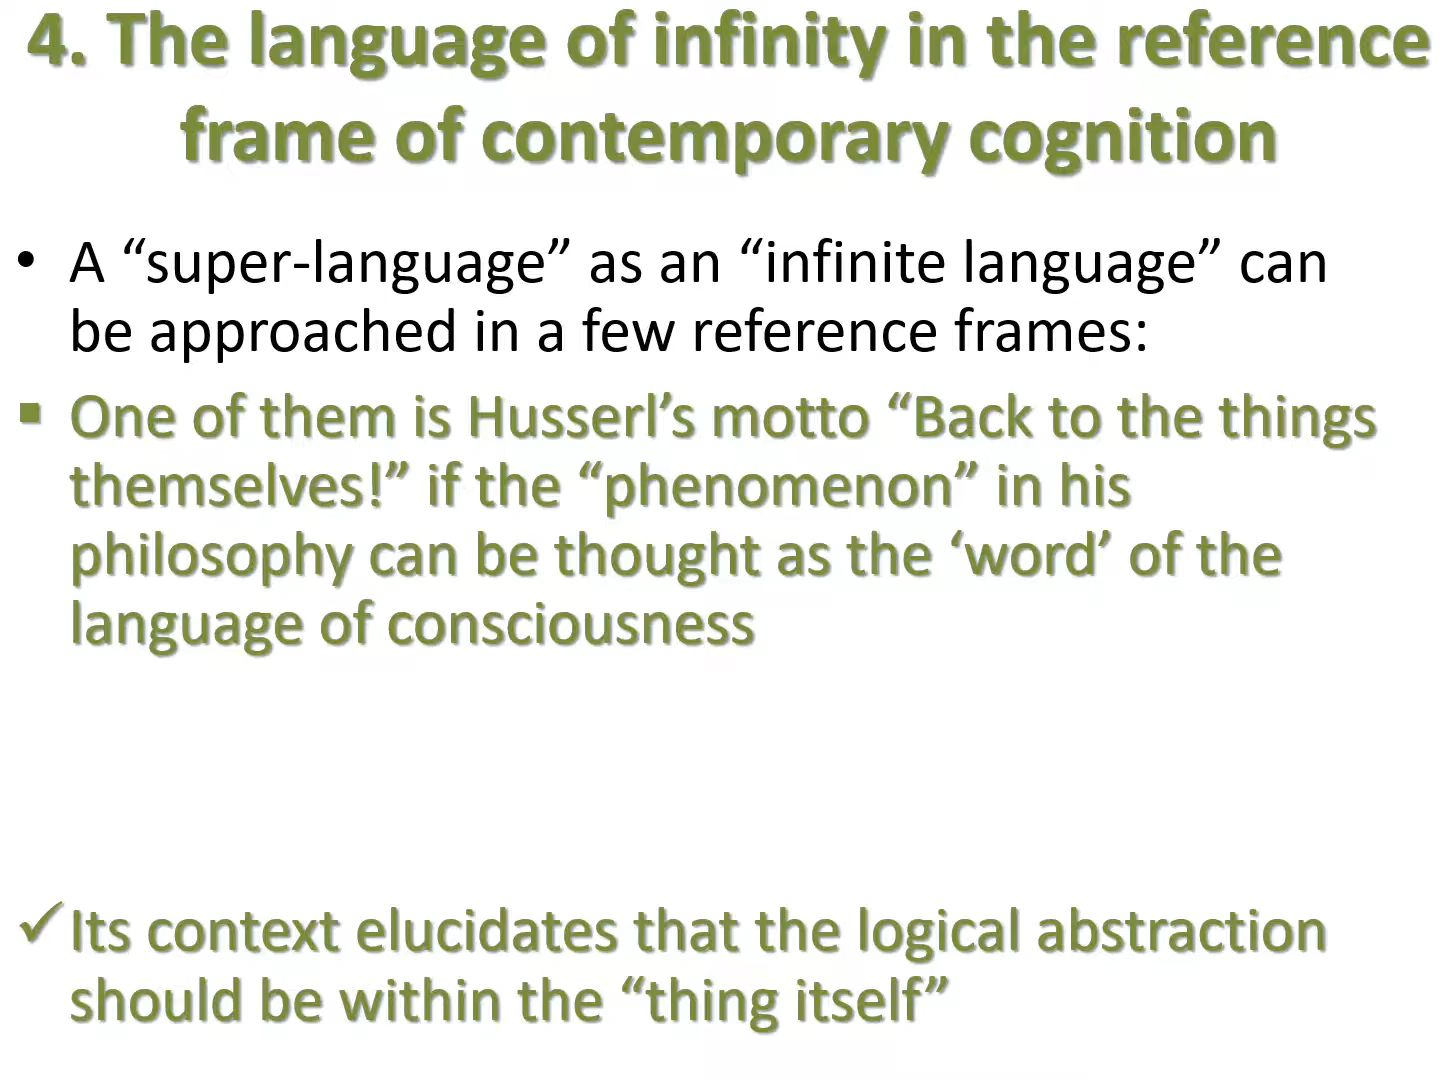 4. The language of infinity in the reference
frame of contemporary cognition
• A “super-language” as an “infinite language” can
be approached in a few reference frames:
▪ One of them is Husserl’s motto “Back to the things
themselves!” if the “phenomenon” in his
philosophy can be thought as the ‘word’ of the
language of consciousness
✓Its context elucidates that the logical abstraction
should be within the “thing itself”